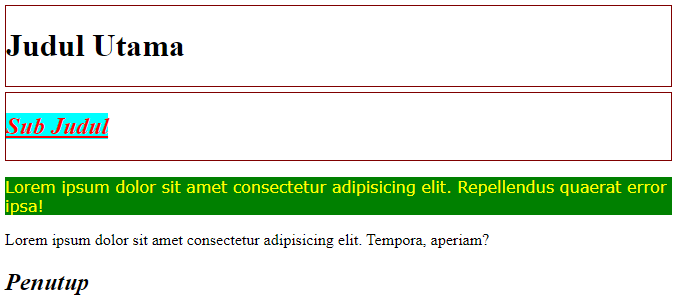 Judul Utama
Sub Judul
Lorem ipsum dolor sit amet consectetur adipisicing elit. Repellendus quaerat error
ipsa!
Lorem ipsum dolor sit amet consectetur adipisicing elit. Tempora, aperiam?
Penutup